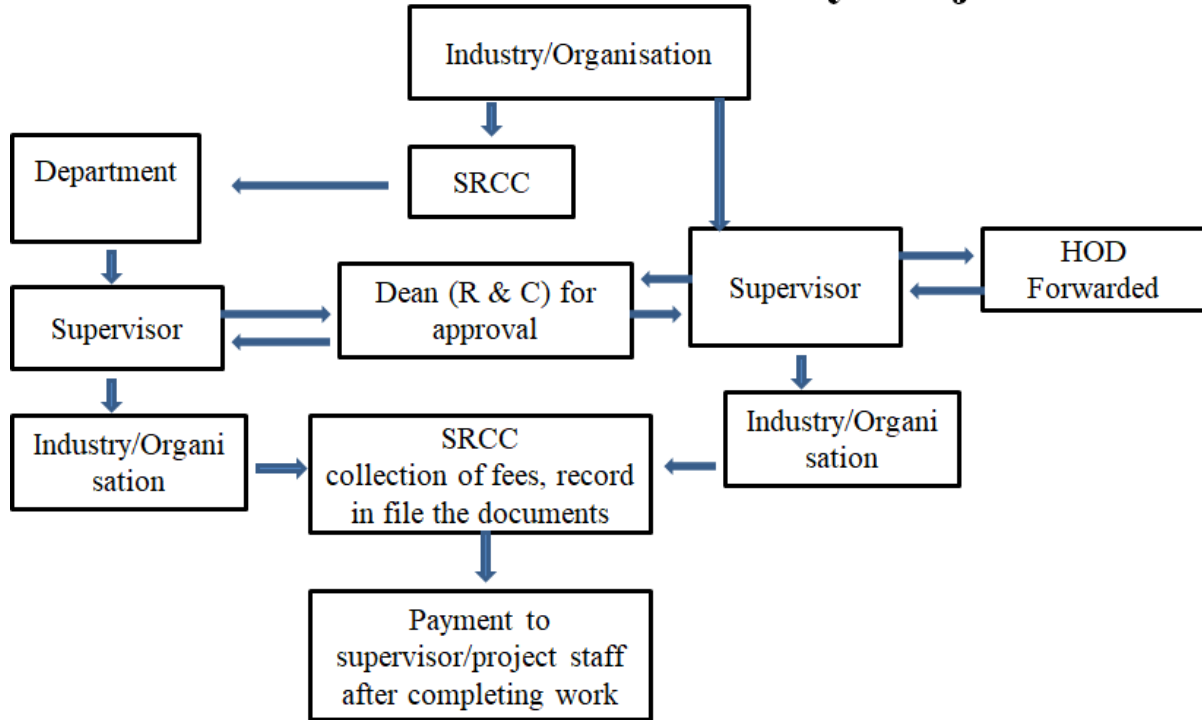 Industry/Organisation
Department
SRCC
HOD
Forwarded
Supervisor
Dean (R & C) for
approval
Supervisor
Industry/Organi
sation
Industry/Organi
sation
SRCC
collection of fees, record
in file the documents
Payment to
supervisor/project staff
after completing work